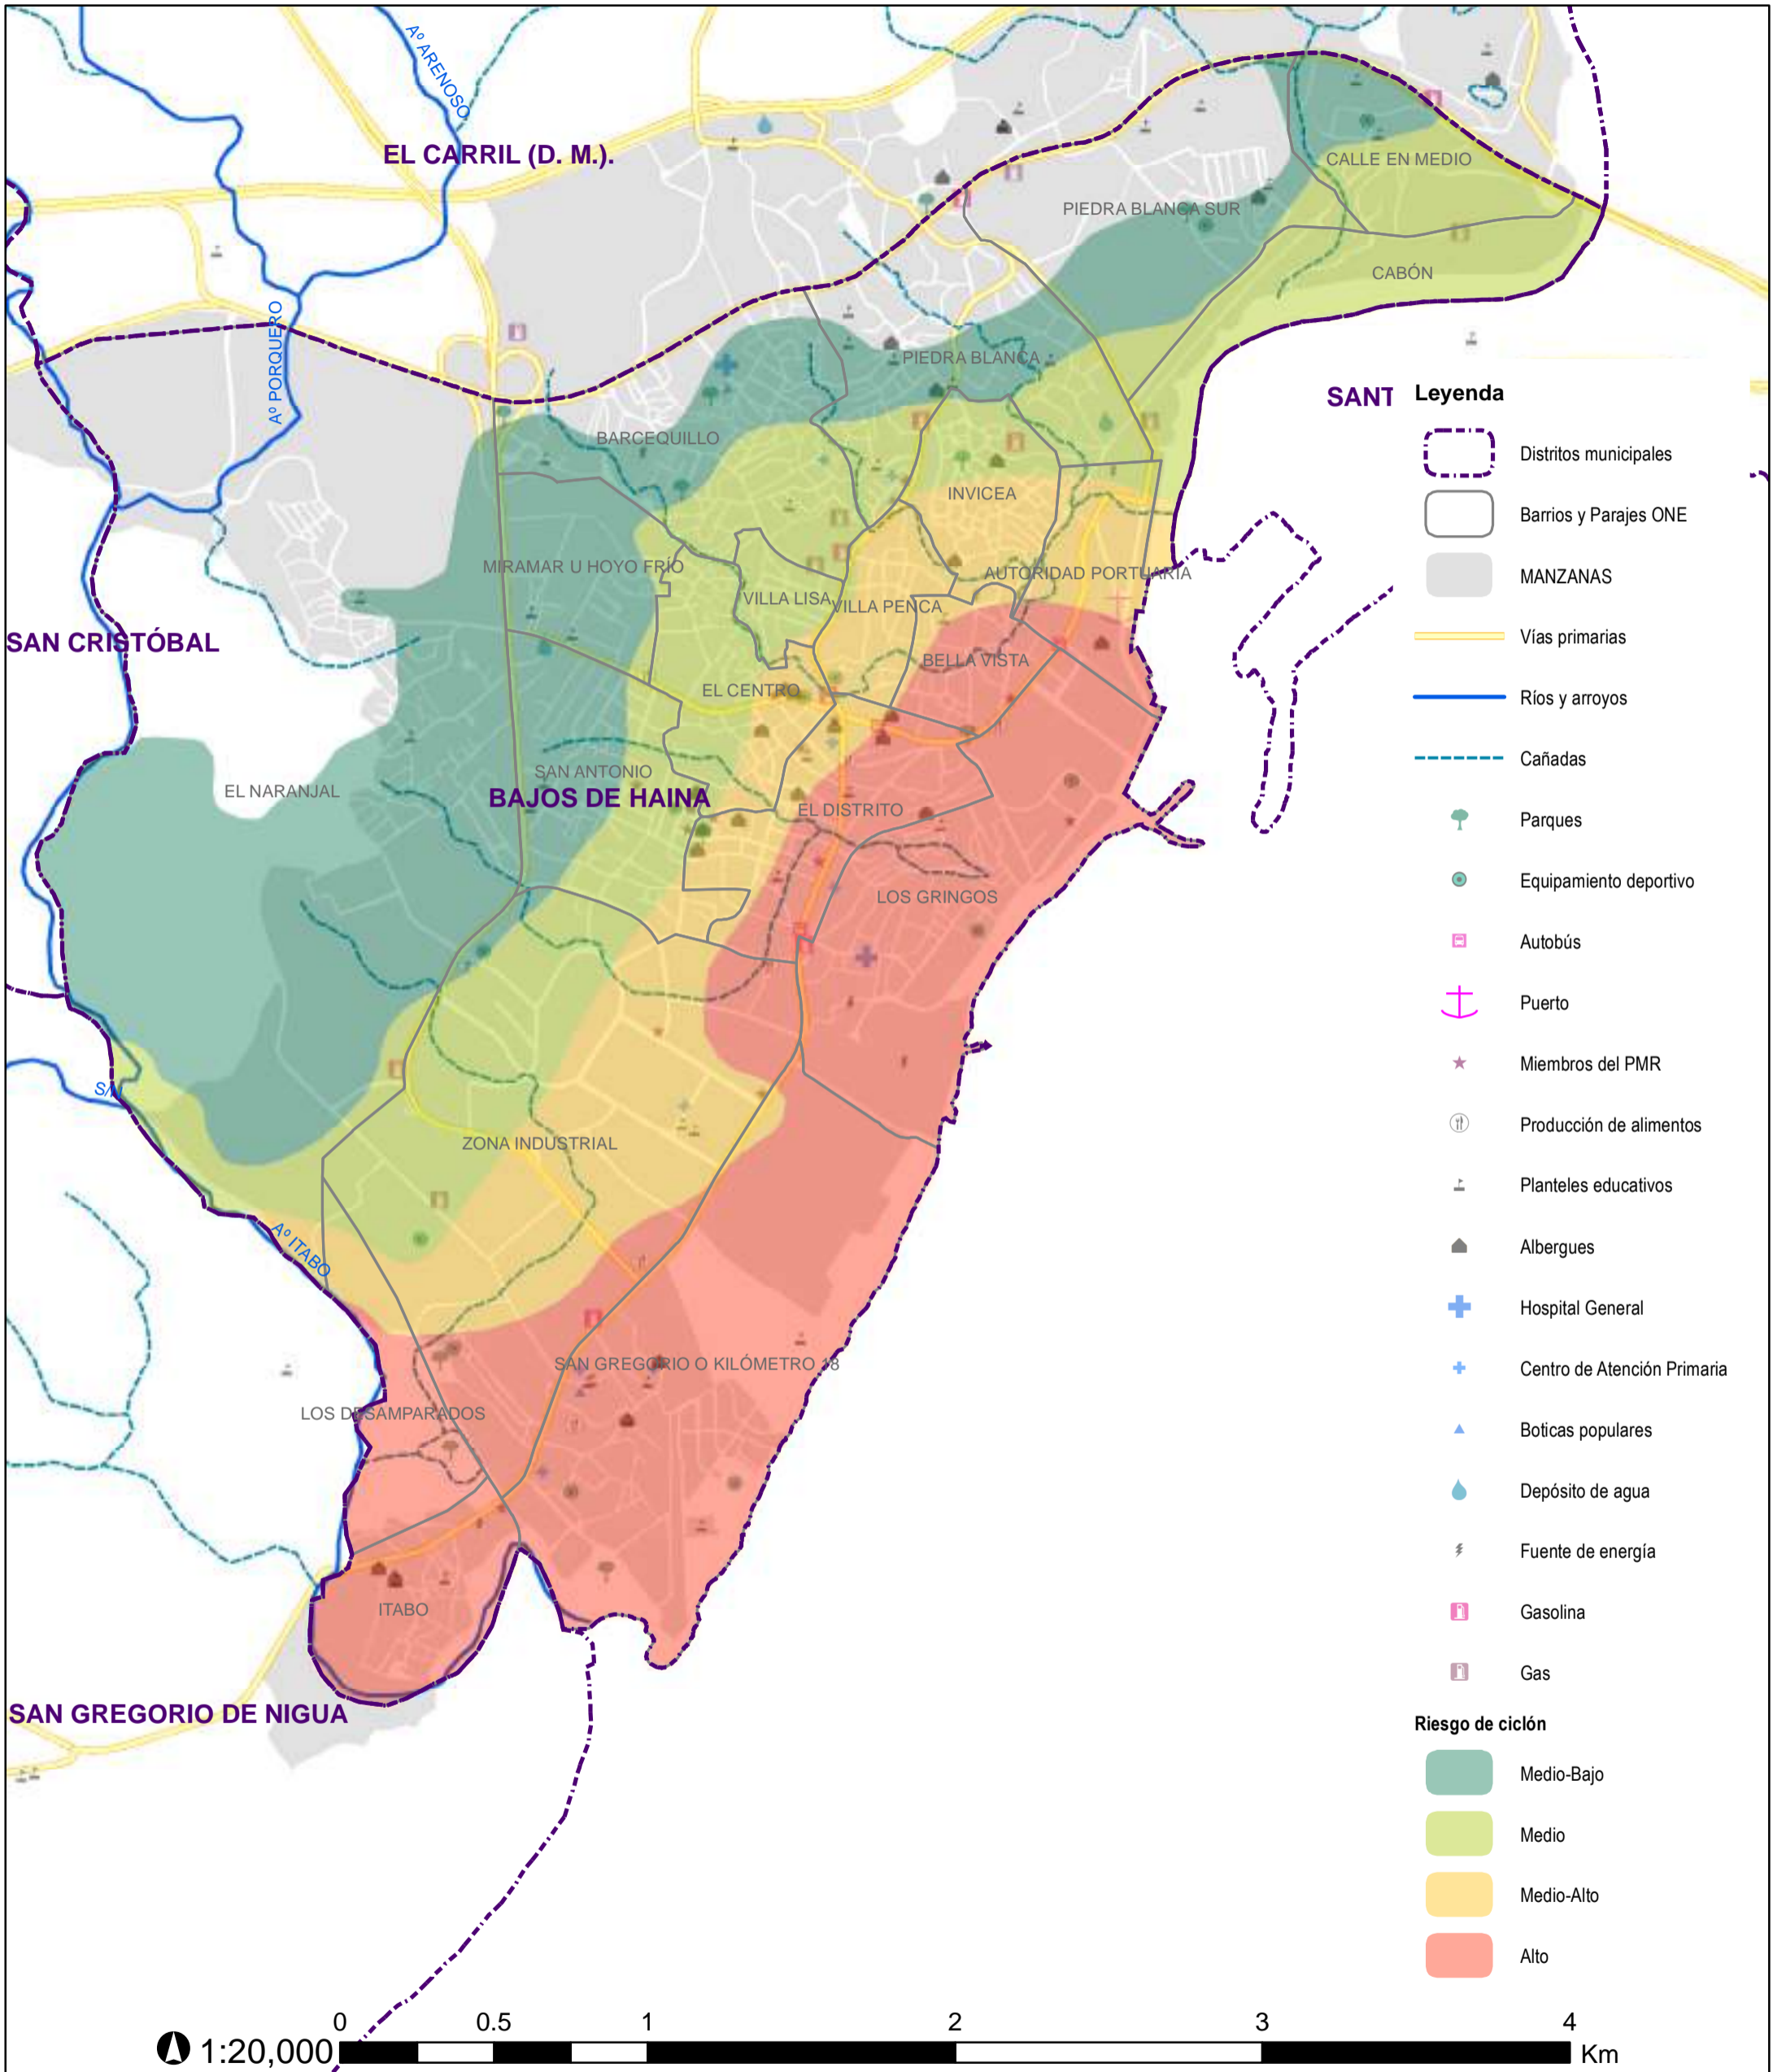 Aº ARENOSO
EL CARRIL (D. M.).
CALLE EN MEDIO
PIEDRA BLANCA SUR
CABÓN
Aº PORQUERO
PIEDRA BLANCA
SANT
BARCEQUILLO
INVICEA
MIRAMAR U HOYO FRÍO
AUTORIDAD PORTUARIA
VILLA LISA
VILLA PENCA
SAN CRISTÓBAL
BELLA VISTA
EL CENTRO
SAN ANTONIO
EL NARANJAL
BAJOS DE HAINA
EL DISTRITO
LOS GRINGOS
S/N
ZONA INDUSTRIAL
Aº ITABO
SAN GREGORIO O KILÓMETRO 18
LOS DESAMPARADOS
ITABO
SAN GREGORIO DE NIGUA
Leyenda
Distritos municipales
Barrios y Parajes ONE
MANZANAS
Vías primarias
Ríos y arroyos
Cañadas
Parques
Equipamiento deportivo
Autobús
Puerto
Miembros del PMR
Producción de alimentos
Planteles educativos
Albergues
Hospital General
Centro de Atención Primaria
Boticas populares
Depósito de agua
Fuente de energía
Gasolina
Gas
Riesgo de ciclón
Medio-Bajo
Medio
Medio-Alto
Alto
0 0.5 1 2 3 4
1:20,000 Km